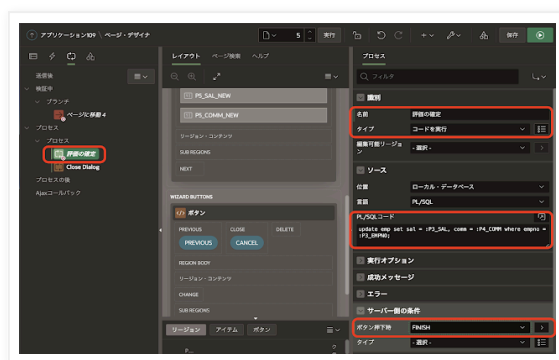 アプリケーション109 \ ページ・デザイナ
5
実行
保存
送信後
検証中
ブランチ
ページに移動 4
プロセス
プロセス
評価の確定
Close Dialog
プロセスの後
Ajaxコールバック
レイアウト
ページ検索
ヘルプ
P5_SAL_NEW
P5_COMM_NEW
リージョン・コンテンツ
SUB REGIONS
NEXT
WIZARD BUTTONS
ボタン
PREVIOUS
CLOSE
DELETE
PREVIOUS
CANCEL
REGION BODY
リージョン・コンテンツ
CHANGE
SUB REGIONS
リージョン
アイテム
ボタン
プロセス
フィルタ
識別
名前
評価の確定
タイプ
コードを実行
編集可能リージョン
- 選択 -
ソース
位置
ローカル・データベース
言語
PL/SQL
PL/SQLコード
update emp set sal = :P3_SAL, comm = :P4_COMM where empno =
:P3_EMPNO;
実行オプション
成功メッセージ
エラー
サーバー側の条件
ボタン押下時
FINISH
タイプ
- 選択 -